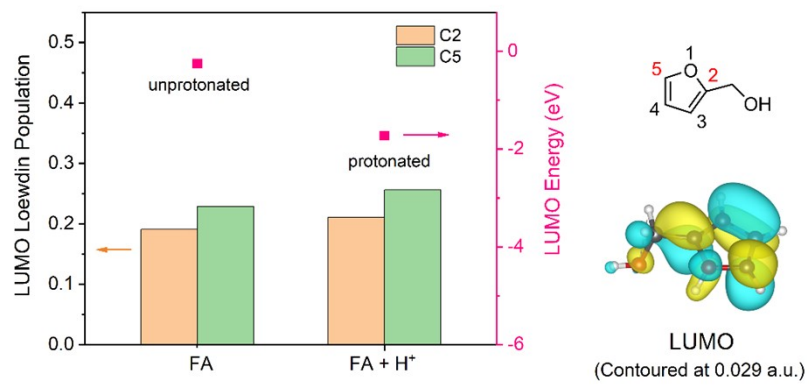 LUMO Loewdin Population
0.5
0.4
0.3
0.2
0.1
0.0
C2
C5
unprotonated
protonated
FA
FA + H⁺
0
-2
-4
-6
LUMO Energy (eV)
1
5
O
2
OH
4
3
LUMO
(Contoured at 0.029 a.u.)